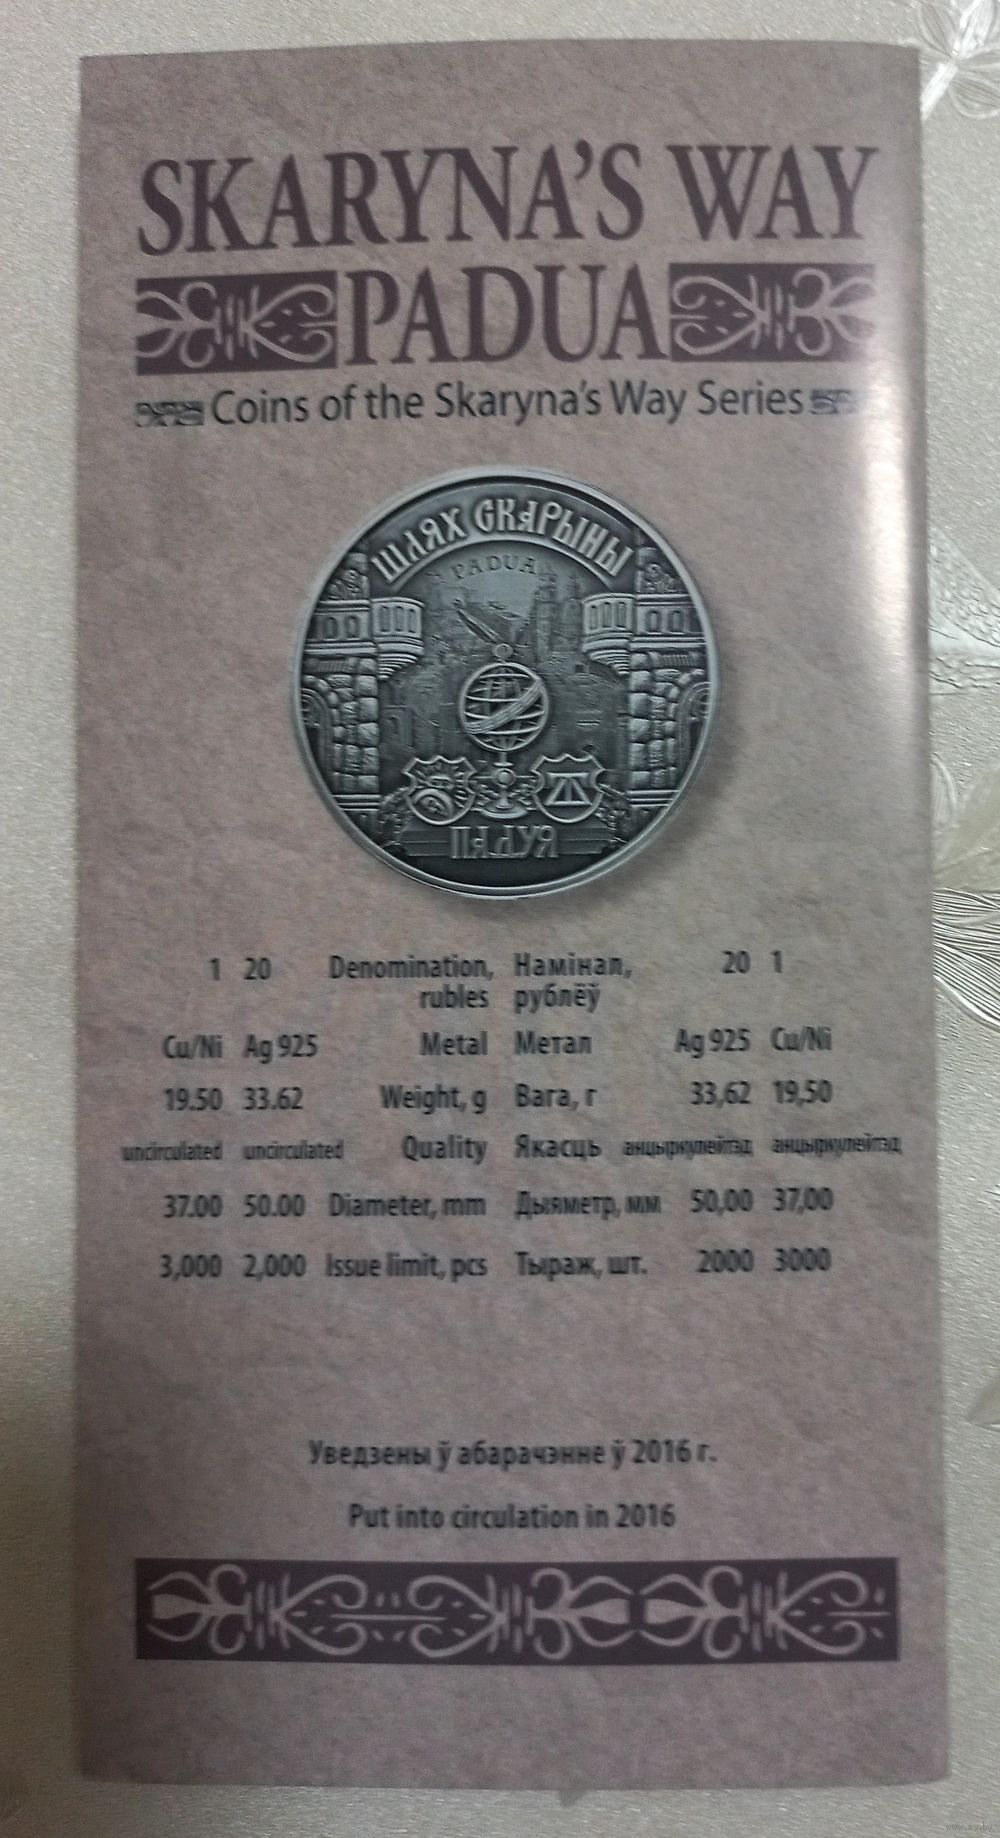 SKARYNA'S WAY
PADUA
Coins of the Skaryna's Way Series
ШЛЯХ СКАРЫНЫ
PADUA
ПАДУЯ
1 20 Denomination, Намінал, 20 1
rubles рублёў
Cu/Ni Ag 925 Metal Метал Ag 925 Cu/Ni
19.50 33.62 Weight, g Вага, г 33,62 19,50
uncirculated uncirculated Quality Якасць анцыркулейтэд анцыркулейтэд
37.00 50.00 Diameter, mm Дыяметр, мм 50,00 37,00
3,000 2,000 Issue limit, pcs Тыраж, шт. 2000 3000
Уведзены ў абарачэнне ў 2016 г.
Put into circulation in 2016
www.ay.by